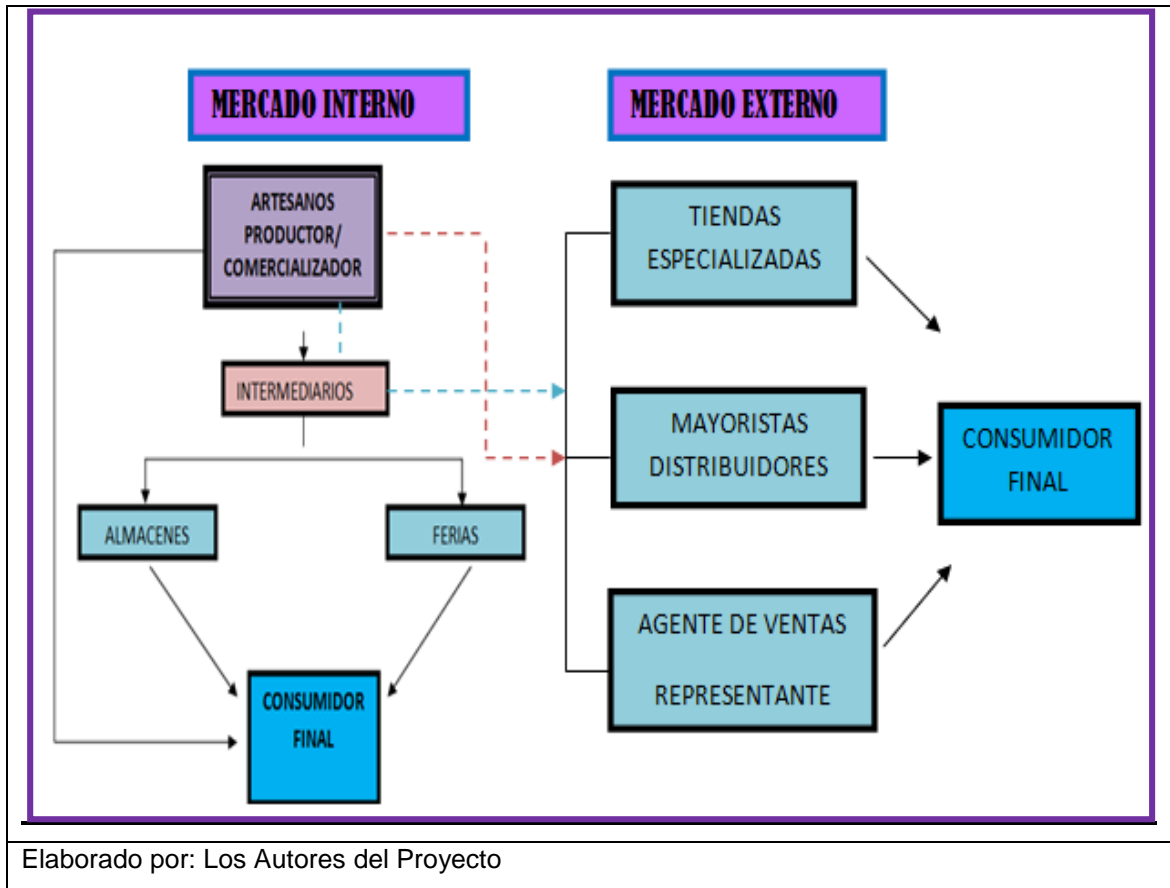 MERCADO INTERNO
MERCADO EXTERNO
ARTESANOS
PRODUCTOR/
COMERCIALIZADOR
INTERMEDIARIOS
ALMACENES
FERIAS
CONSUMIDOR
FINAL
TIENDAS
ESPECIALIZADAS
MAYORISTAS
DISTRIBUIDORES
AGENTE DE VENTAS
REPRESENTANTE
CONSUMIDOR
FINAL
Elaborado por: Los Autores del Proyecto